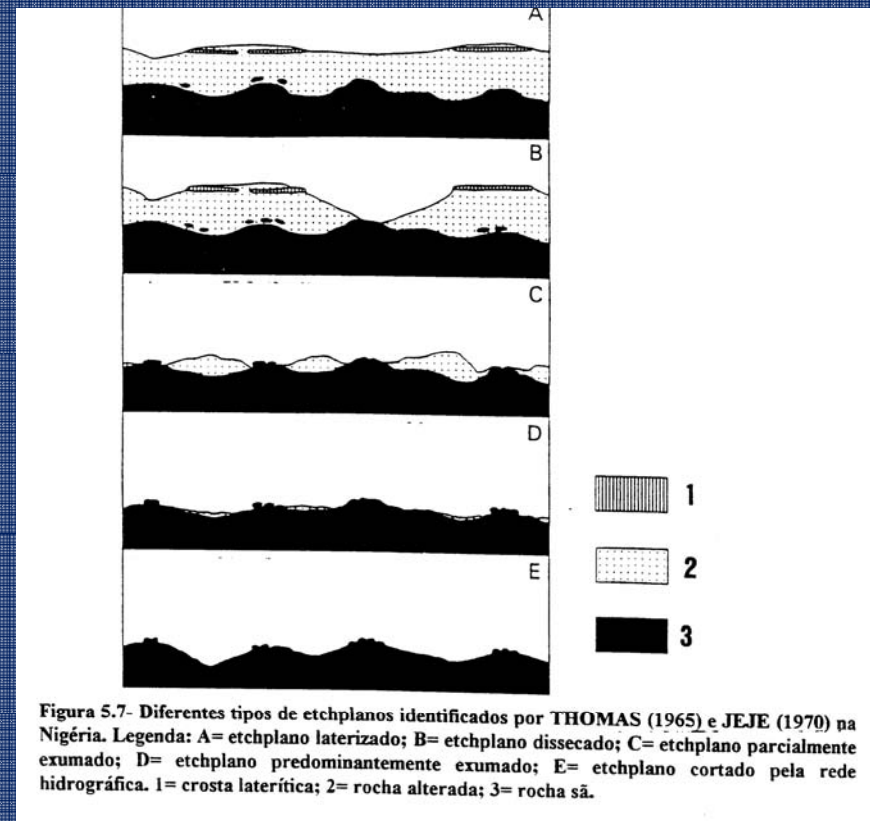 A
B
C
D
E
1
2
3
Figura 5.7- Diferentes tipos de etchplanos identificados por THOMAS (1965) e JEJE (1970) na
Nigéria. Legenda: A= etchplano laterizado; B= etchplano dissecado; C= etchplano parcialmente
exumado; D= etchplano predominantemente exumado; E= etchplano cortado pela rede
hidrográfica. 1= crosta laterítica; 2= rocha alterada; 3= rocha sã.